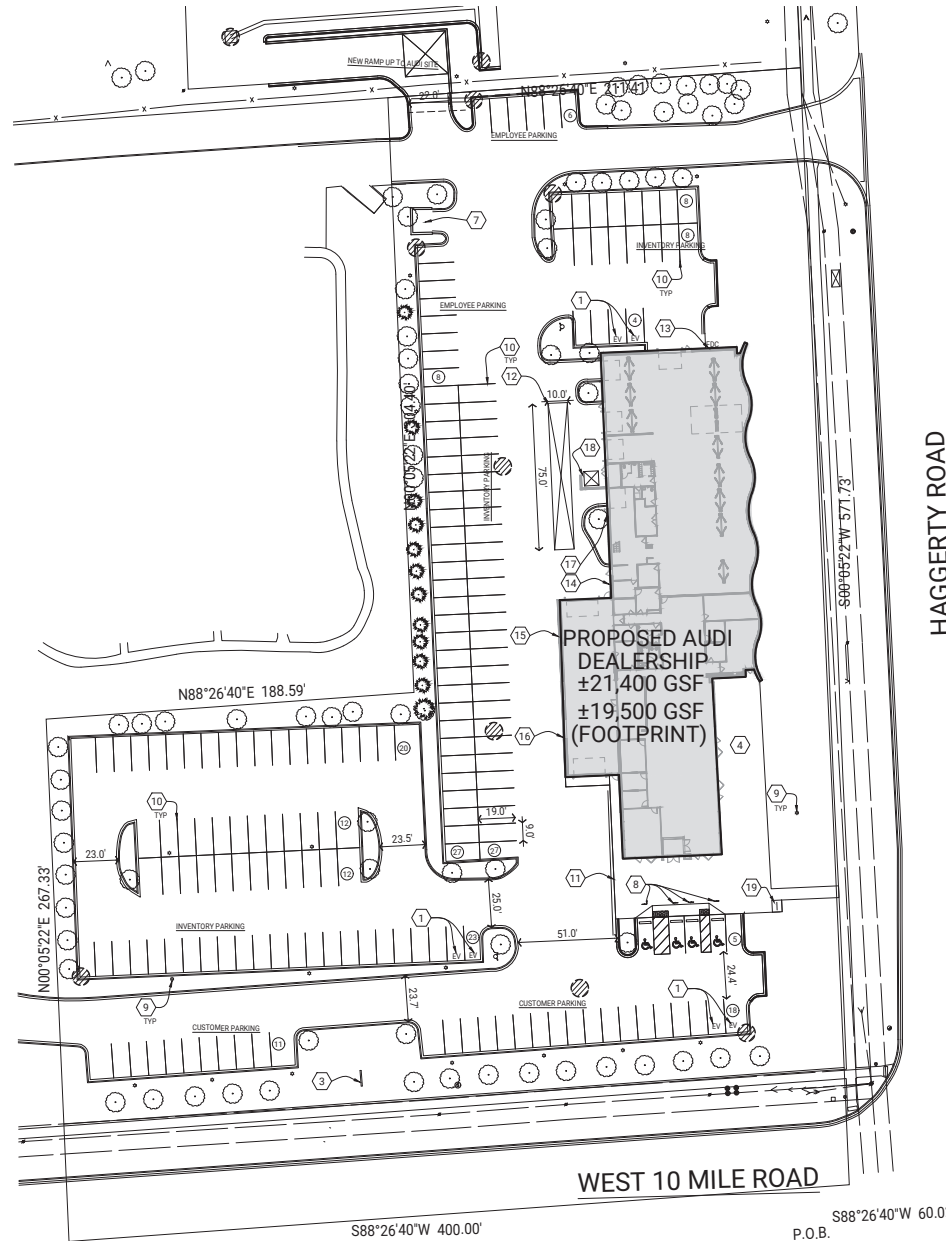 NEW RAMP UP TO AUDI SITE
22.0'
N88°26'40"E 211.41'
6
EMPLOYEE PARKING
7
8
8
INVENTORY PARKING
10
TYP
EMPLOYEE PARKING
1
4
EV
EV
13
FDC
10
TYP
12
8
10.0'
18
75.0'
INVENTORY PARKING
17
14
15
PROPOSED AUDI
DEALERSHIP
±21,400 GSF
±19,500 GSF
(FOOTPRINT)
16
4
9
TYP
S00°05'22"W 571.73'
HAGGERTY ROAD
N88°26'40"E 188.59'
20
10
TYP
12
12
23.0'
23.5'
19.0'
9.0'
27
27
11
8
19
N00°05'22"E 267.33'
INVENTORY PARKING
1
23
EV
EV
25.0'
51.0'
5
24.4'
9
TYP
23.7'
CUSTOMER PARKING
1
18
EV
EV
CUSTOMER PARKING
11
3
WEST 10 MILE ROAD
S88°26'40"W 400.00'
S88°26'40"W 60.0
P.O.B.